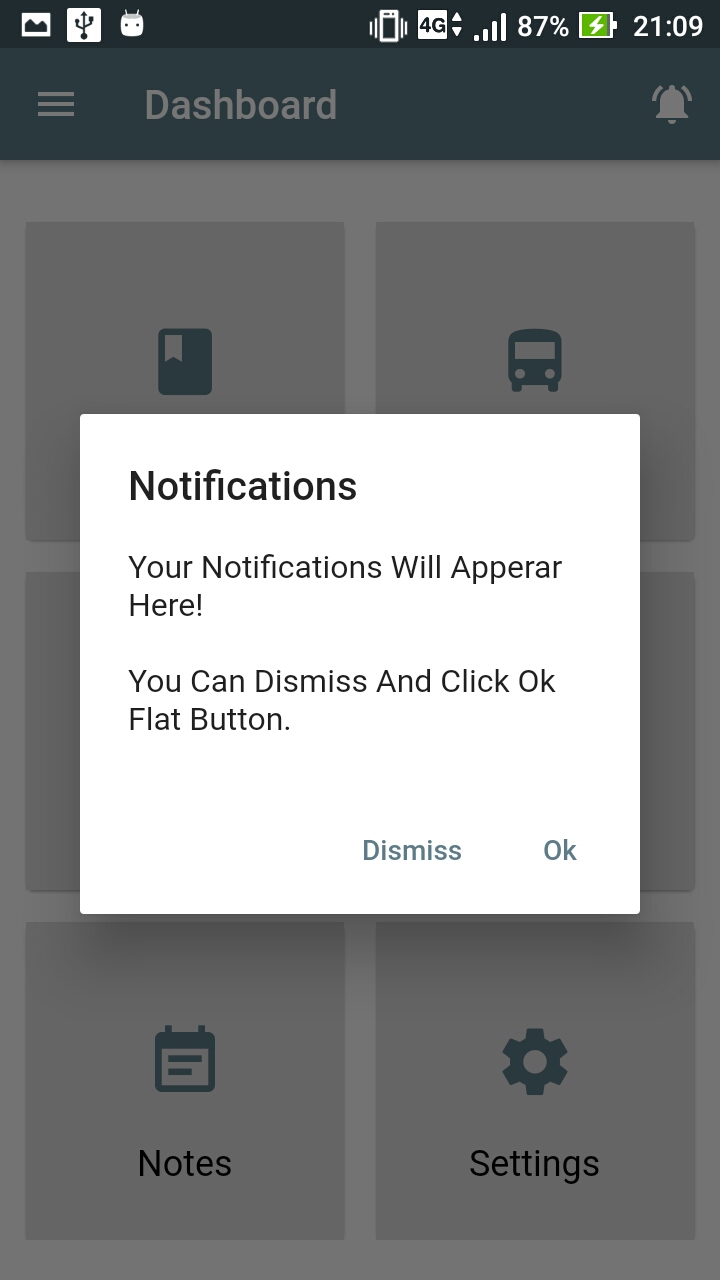 4G 87% 21:09
Dashboard
Notifications
Your Notifications Will Apperar
Here!
You Can Dismiss And Click Ok
Flat Button.
Dismiss Ok
Notes Settings